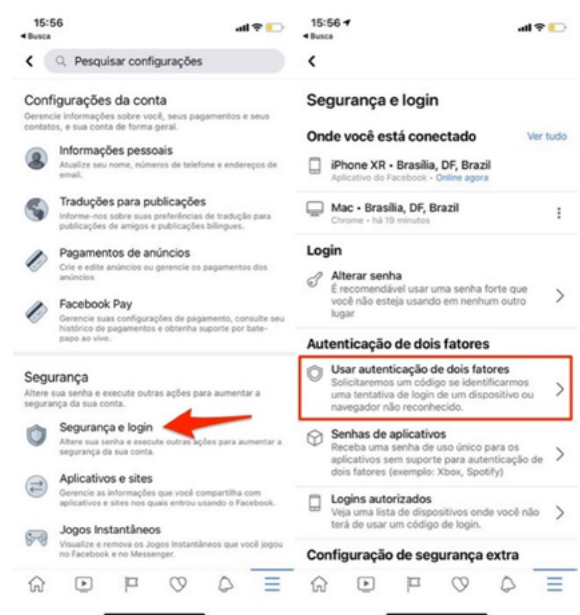 15:56
Busca
Pesquisar configurações
Configurações da conta
Gerencie informações sobre você, seus pagamentos e seus
contatos, e sua conta de forma geral.
Informações pessoais
Atualize seu nome, números de telefone e endereços de
email.
Traduções para publicações
Informe-nos sobre suas preferências de tradução para
publicações de amigos e publicações bilíngues.
Pagamentos de anúncios
Crie e edite anúncios ou gerencie os pagamentos dos
anúncios
Facebook Pay
Gerencie suas configurações de pagamento, consulte seu
histórico de pagamentos e obtenha suporte por bate-
papo ao vivo.
Segurança
Altere sua senha e execute outras ações para aumentar a
segurança da sua conta.
Segurança e login
Altere sua senha e execute outras ações para aumentar a
segurança da sua conta.
Aplicativos e sites
Gerencie as informações que você compartilha com
aplicativos e sites nos quais entrou usando o Facebook.
Jogos Instantâneos
Visualize e remova os Jogos Instantâneos que você jogou
no Facebook e no Messenger.
15:56
Busca
Segurança e login
Onde você está conectado
Ver tudo
iPhone XR • Brasília, DF, Brazil
Aplicativo do Facebook • Online agora
Mac • Brasília, DF, Brazil
Chrome • há 19 minutos
Login
Alterar senha
É recomendável usar uma senha forte que
você não esteja usando em nenhum outro
lugar
Autenticação de dois fatores
Usar autenticação de dois fatores
Solicitaremos um código se identificarmos
uma tentativa de login de um dispositivo ou
navegador não reconhecido.
Senhas de aplicativos
Receba uma senha de uso único para os
aplicativos sem suporte para autenticação de
dois fatores (exemplo: Xbox, Spotify)
Logins autorizados
Veja uma lista de dispositivos onde você não
terá de usar um código de login.
Configuração de segurança extra